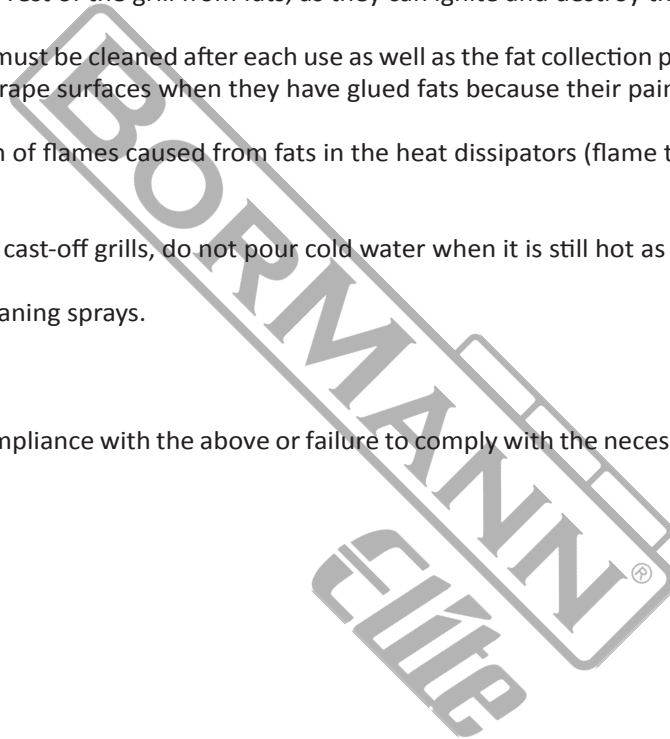 rest of the grill from fats, as they can ignite and destroy th
must be cleaned after each use as well as the fat collection p
rape surfaces when they have glued fats because their pain
n of flames caused from fats in the heat dissipators (flame t
cast-off grills, do not pour cold water when it is still hot as
aning sprays.
mpliance with the above or failure to comply with the neces
BORMANN®
Elite